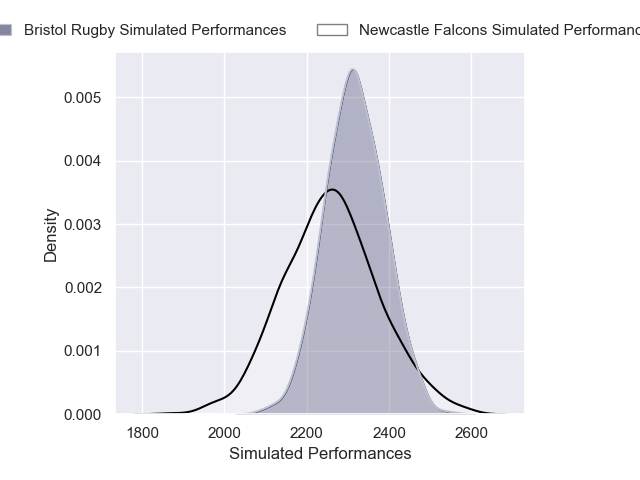 Bristol Rugby Simulated Performances
Newcastle Falcons Simulated
0.005
0.004
0.003
0.002
0.001
0.000
Density
1800 2000 2200 2400 2600
Simulated Performances